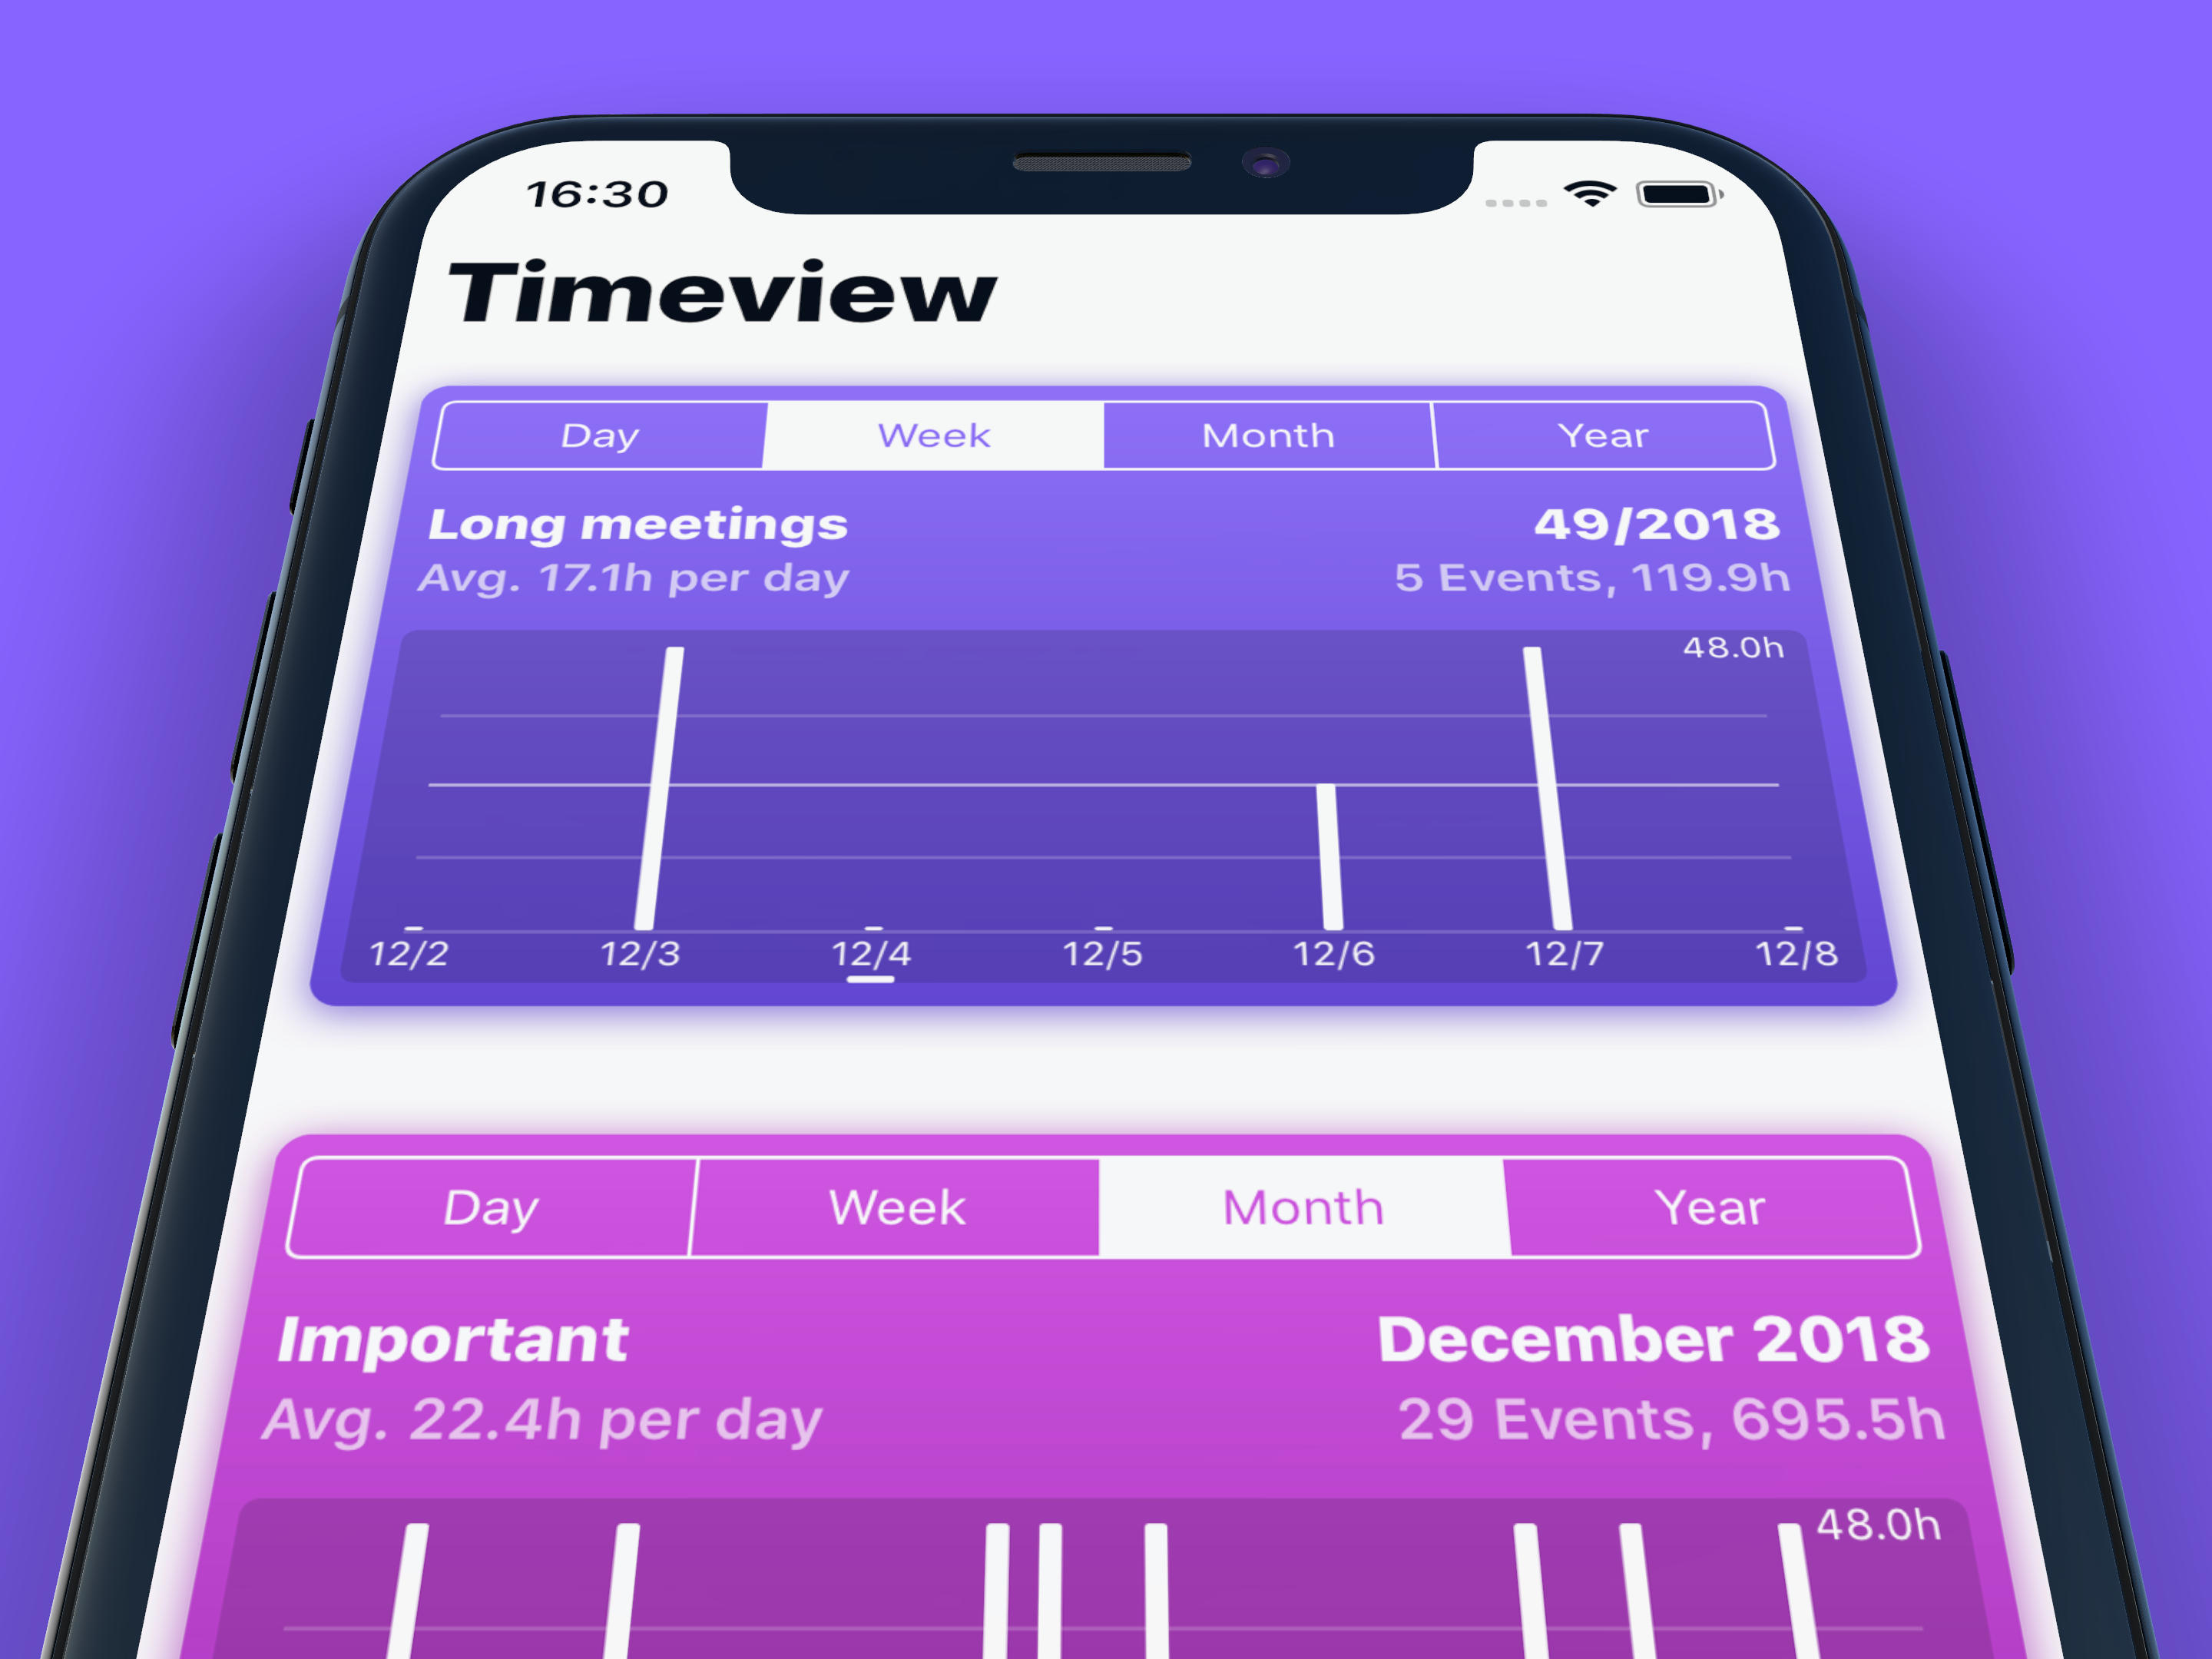 16:30
Timeview
Day Week Month Year
Long meetings 49/2018
Avg. 17.1h per day 5 Events, 119.9h
48.0h
12/2 12/3 12/4 12/5 12/6 12/7 12/8
Day Week Month Year
Important December 2018
Avg. 22.4h per day 29 Events, 695.5h
48.0h